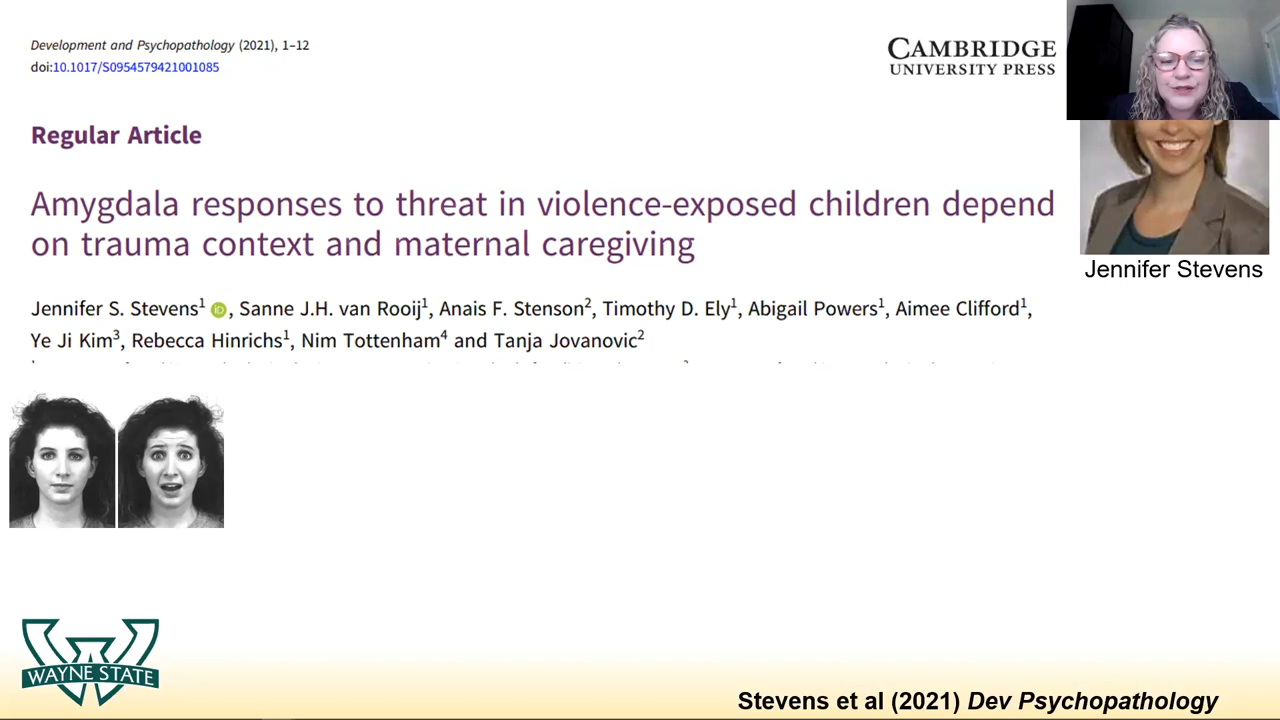 Development and Psychopathology (2021), 1–12
doi:10.1017/S0954579421001085
CAMBRIDGE
UNIVERSITY PRESS
Regular Article
Amygdala responses to threat in violence-exposed children depend
on trauma context and maternal caregiving
Jennifer Stevens
Jennifer S. Stevens1 iD, Sanne J.H. van Rooij1, Anais F. Stenson2, Timothy D. Ely1, Abigail Powers1, Aimee Clifford1,
Ye Ji Kim3, Rebecca Hinrichs1, Nim Tottenham4 and Tanja Jovanovic2
WAYNE STATE
Stevens et al (2021) Dev Psychopathology